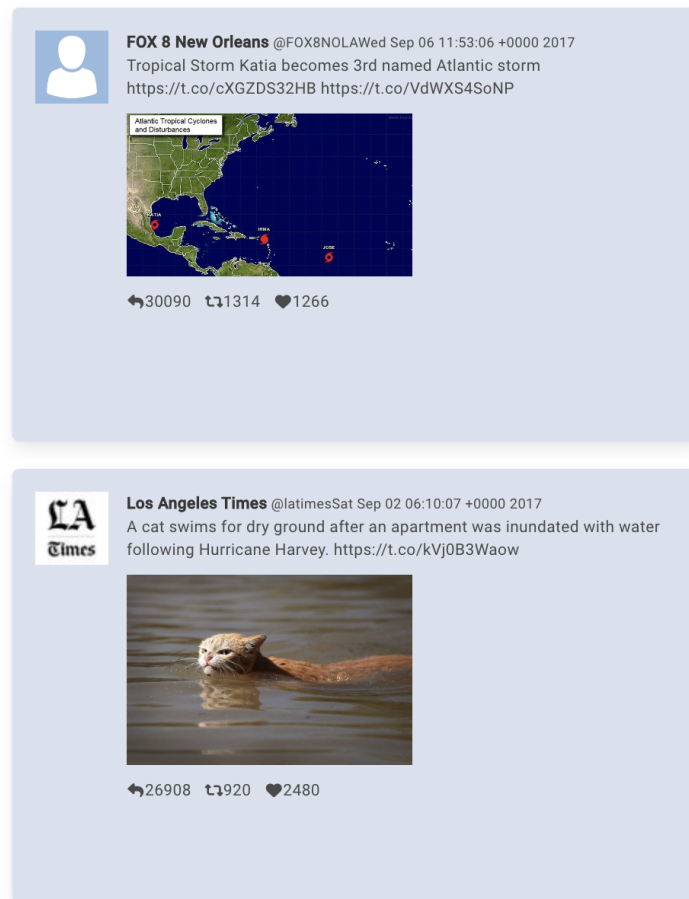 FOX 8 New Orleans @FOX8NOLAWed Sep 06 11:53:06 +0000 2017
Tropical Storm Katia becomes 3rd named Atlantic storm
https://t.co/cXGZDS32HB https://t.co/VdWXS4SoNP
Atlantic Tropical Cyclones
and Disturbances
KATIA
IRMA
JOSE
30090 1314 1266
LA
Times
Los Angeles Times @latimesSat Sep 02 06:10:07 +0000 2017
A cat swims for dry ground after an apartment was inundated with water
following Hurricane Harvey. https://t.co/kVj0B3Waow
26908 920 2480